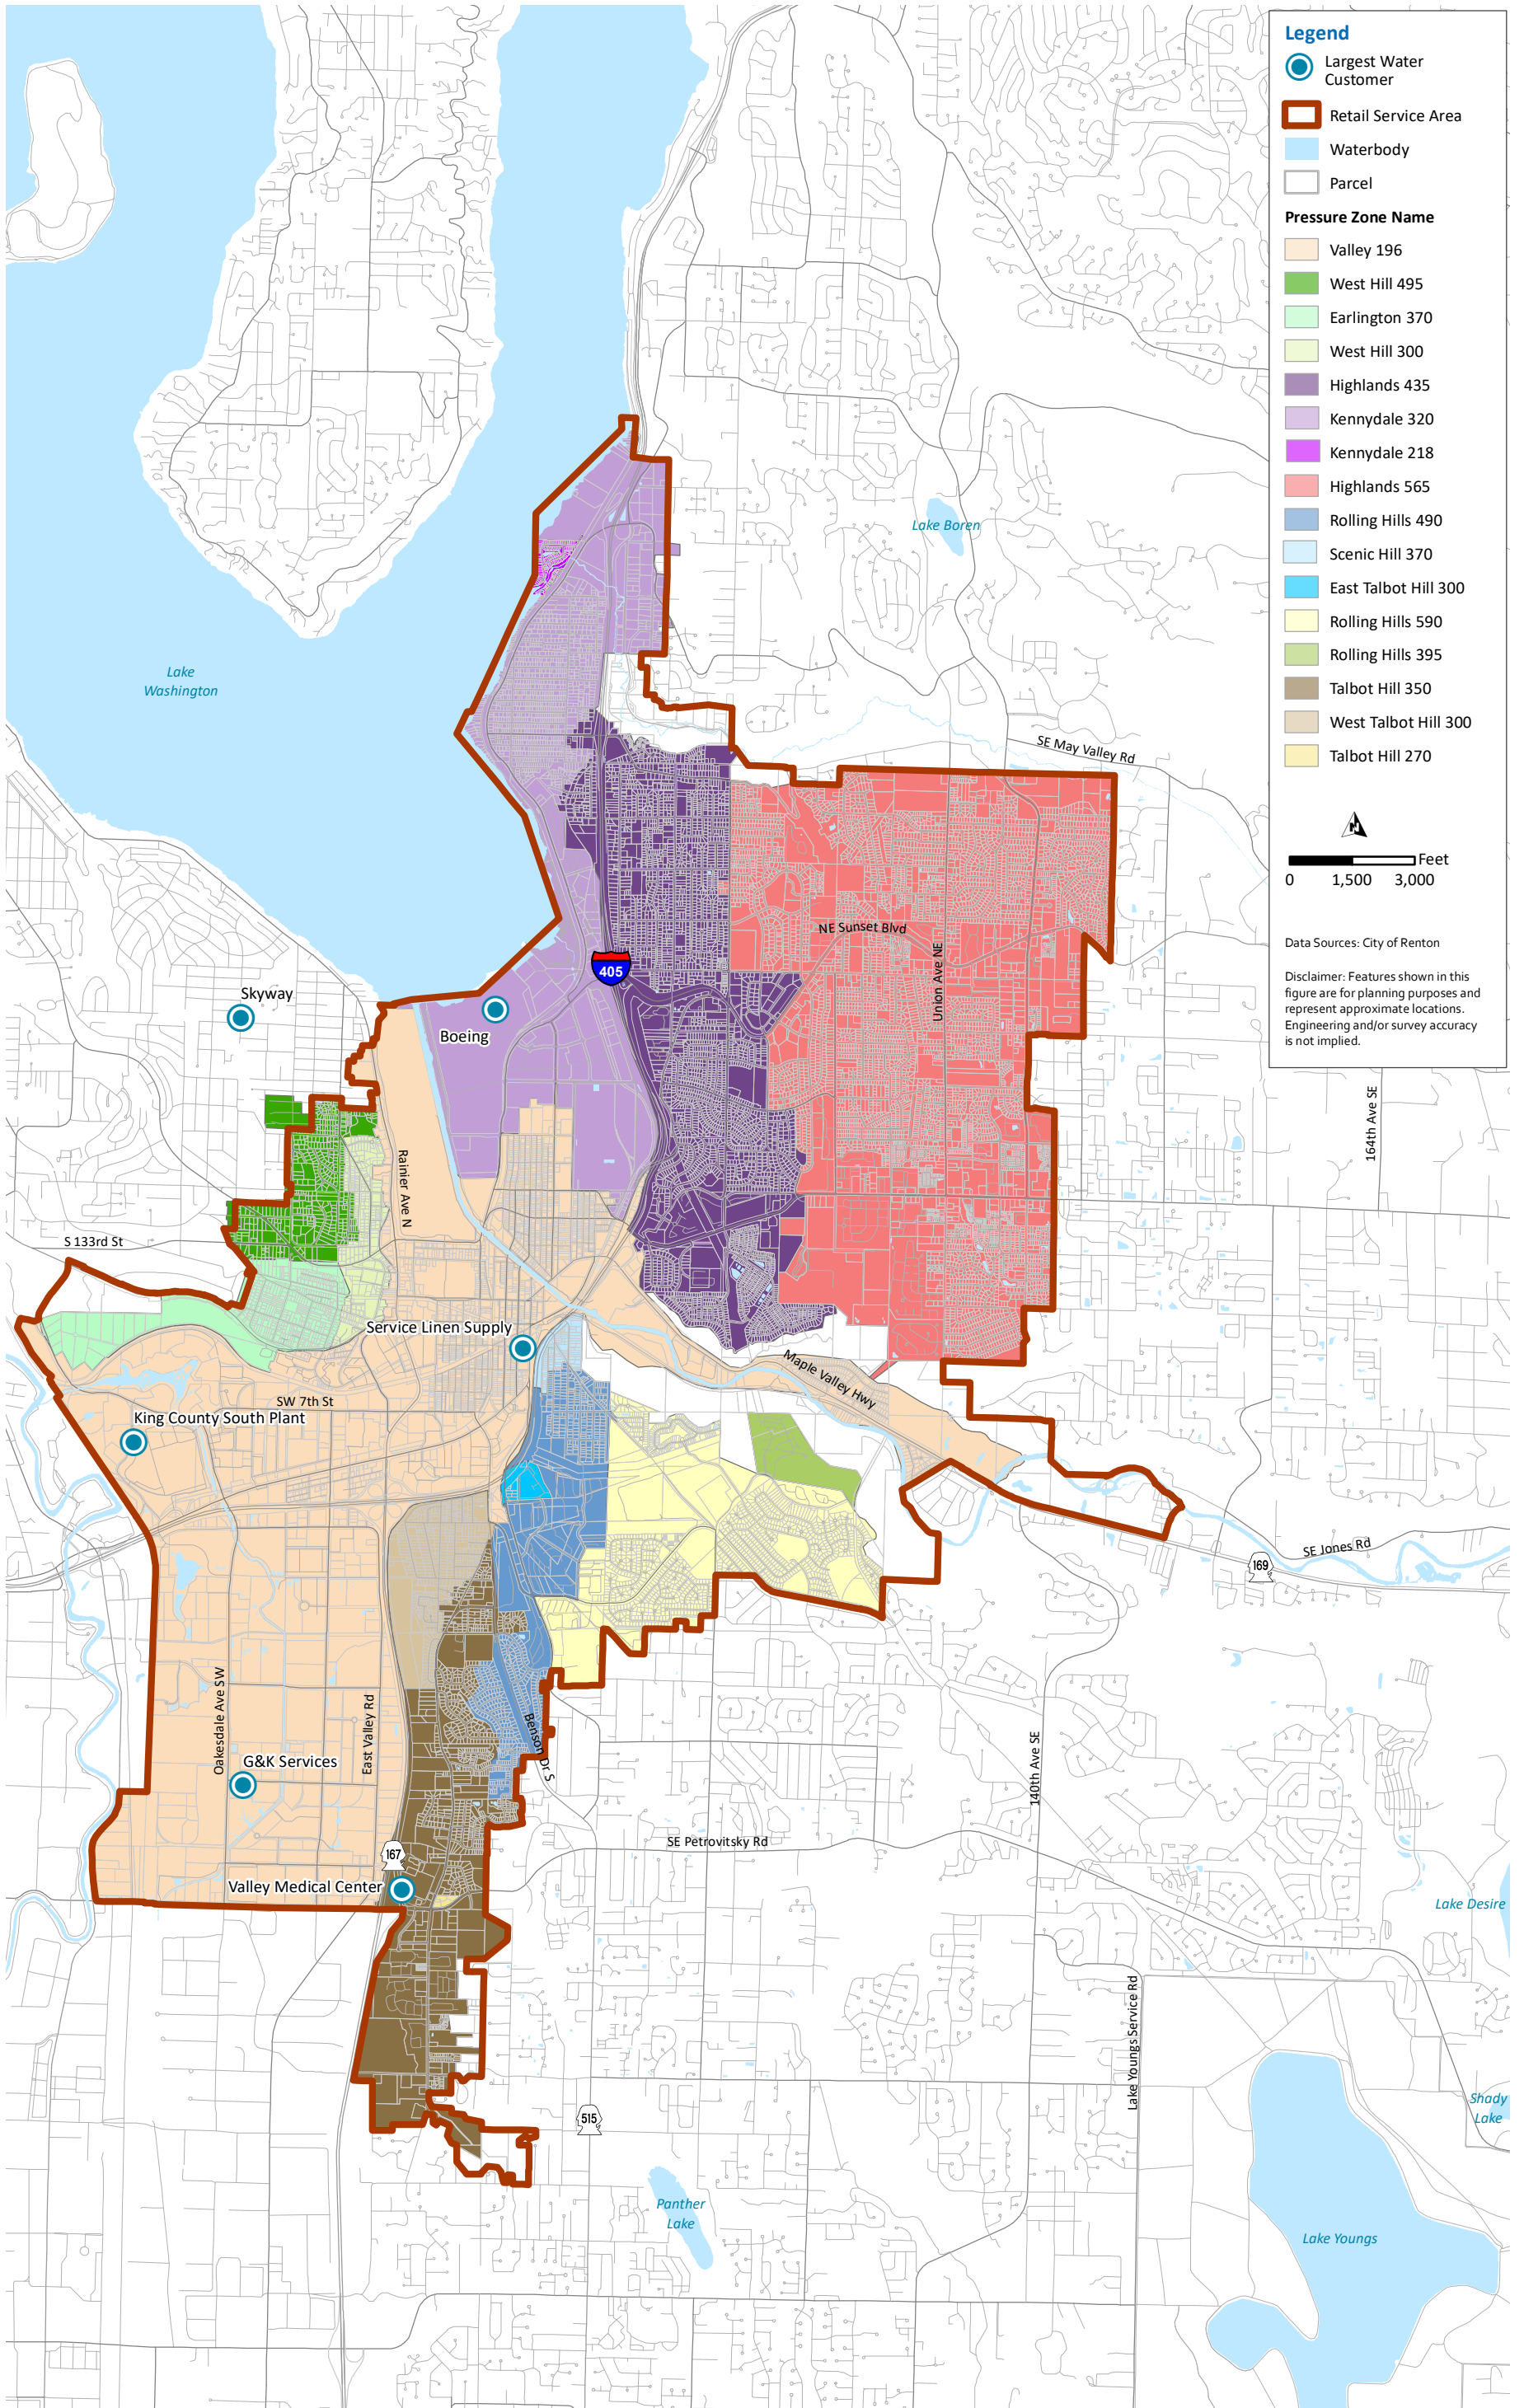 Legend
Largest Water
Customer
Retail Service Area
Waterbody
Parcel
Pressure Zone Name
Valley 196
West Hill 495
Earlington 370
West Hill 300
Highlands 435
Kennydale 320
Kennydale 218
Highlands 565
Rolling Hills 490
Scenic Hill 370
East Talbot Hill 300
Rolling Hills 590
Rolling Hills 395
Talbot Hill 350
West Talbot Hill 300
Talbot Hill 270
N
Feet
0 1,500 3,000
Data Sources: City of Renton
Disclaimer: Features shown in this
figure are for planning purposes and
represent approximate locations.
Engineering and/or survey accuracy
is not implied.
Lake Boren
Lake
Washington
SE May Valley Rd
NE Sunset Blvd
Union Ave NE
405
Skyway
Boeing
164th Ave SE
Rainier Ave N
S 133rd St
Service Linen Supply
Maple Valley Hwy
SW 7th St
King County South Plant
SE Jones Rd
169
Oakesdale Ave SW
East Valley Rd
Benson Dr S
140th Ave SE
G&K Services
SE Petrovitsky Rd
167
Valley Medical Center
Lake Desire
Lake Youngs Service Rd
Shady
Lake
515
Panther
Lake
Lake Youngs